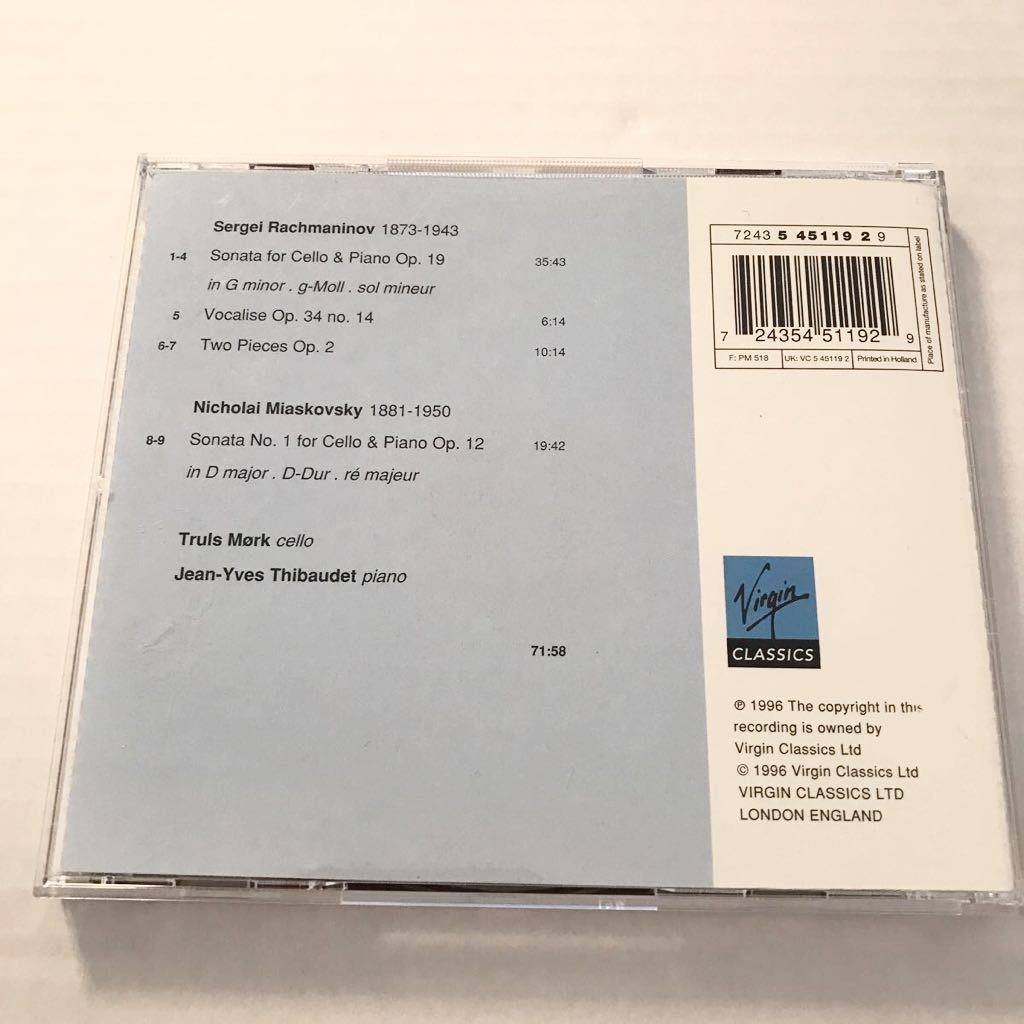 Sergei Rachmaninov 1873-1943
1-4 Sonata for Cello & Piano Op. 19 35:43
in G minor . g-Moll . sol mineur
5 Vocalise Op. 34 no. 14 6:14
6-7 Two Pieces Op. 2 10:14
Nicholai Miaskovsky 1881-1950
8-9 Sonata No. 1 for Cello & Piano Op. 12 19:42
in D major . D-Dur . ré majeur
Truls Mørk cello
Jean-Yves Thibaudet piano
71:58
7243 5 45119 2 9
7 24354 51192 9
F: PM 518 UK: VC 5 45119 2 Printed in Holland
Place of manufacture as stated on label
Virgin
CLASSICS
℗ 1996 The copyright in this
recording is owned by
Virgin Classics Ltd
© 1996 Virgin Classics Ltd
VIRGIN CLASSICS LTD
LONDON ENGLAND